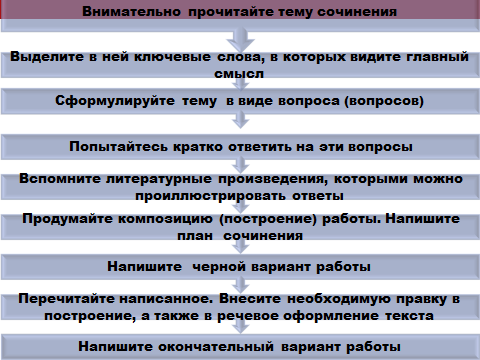 Внимательно прочитайте тему сочинения
Выделите в ней ключевые слова, в которых видите главный
смысл
Сформулируйте тему в виде вопроса (вопросов)
Попытайтесь кратко ответить на эти вопросы
Вспомните литературные произведения, которыми можно
проиллюстрировать ответы
Продумайте композицию (построение) работы. Напишите
план сочинения
Напишите черной вариант работы
Перечитайте написанное. Внесите необходимую правку в
построение, а также в речевое оформление текста
Напишите окончательный вариант работы